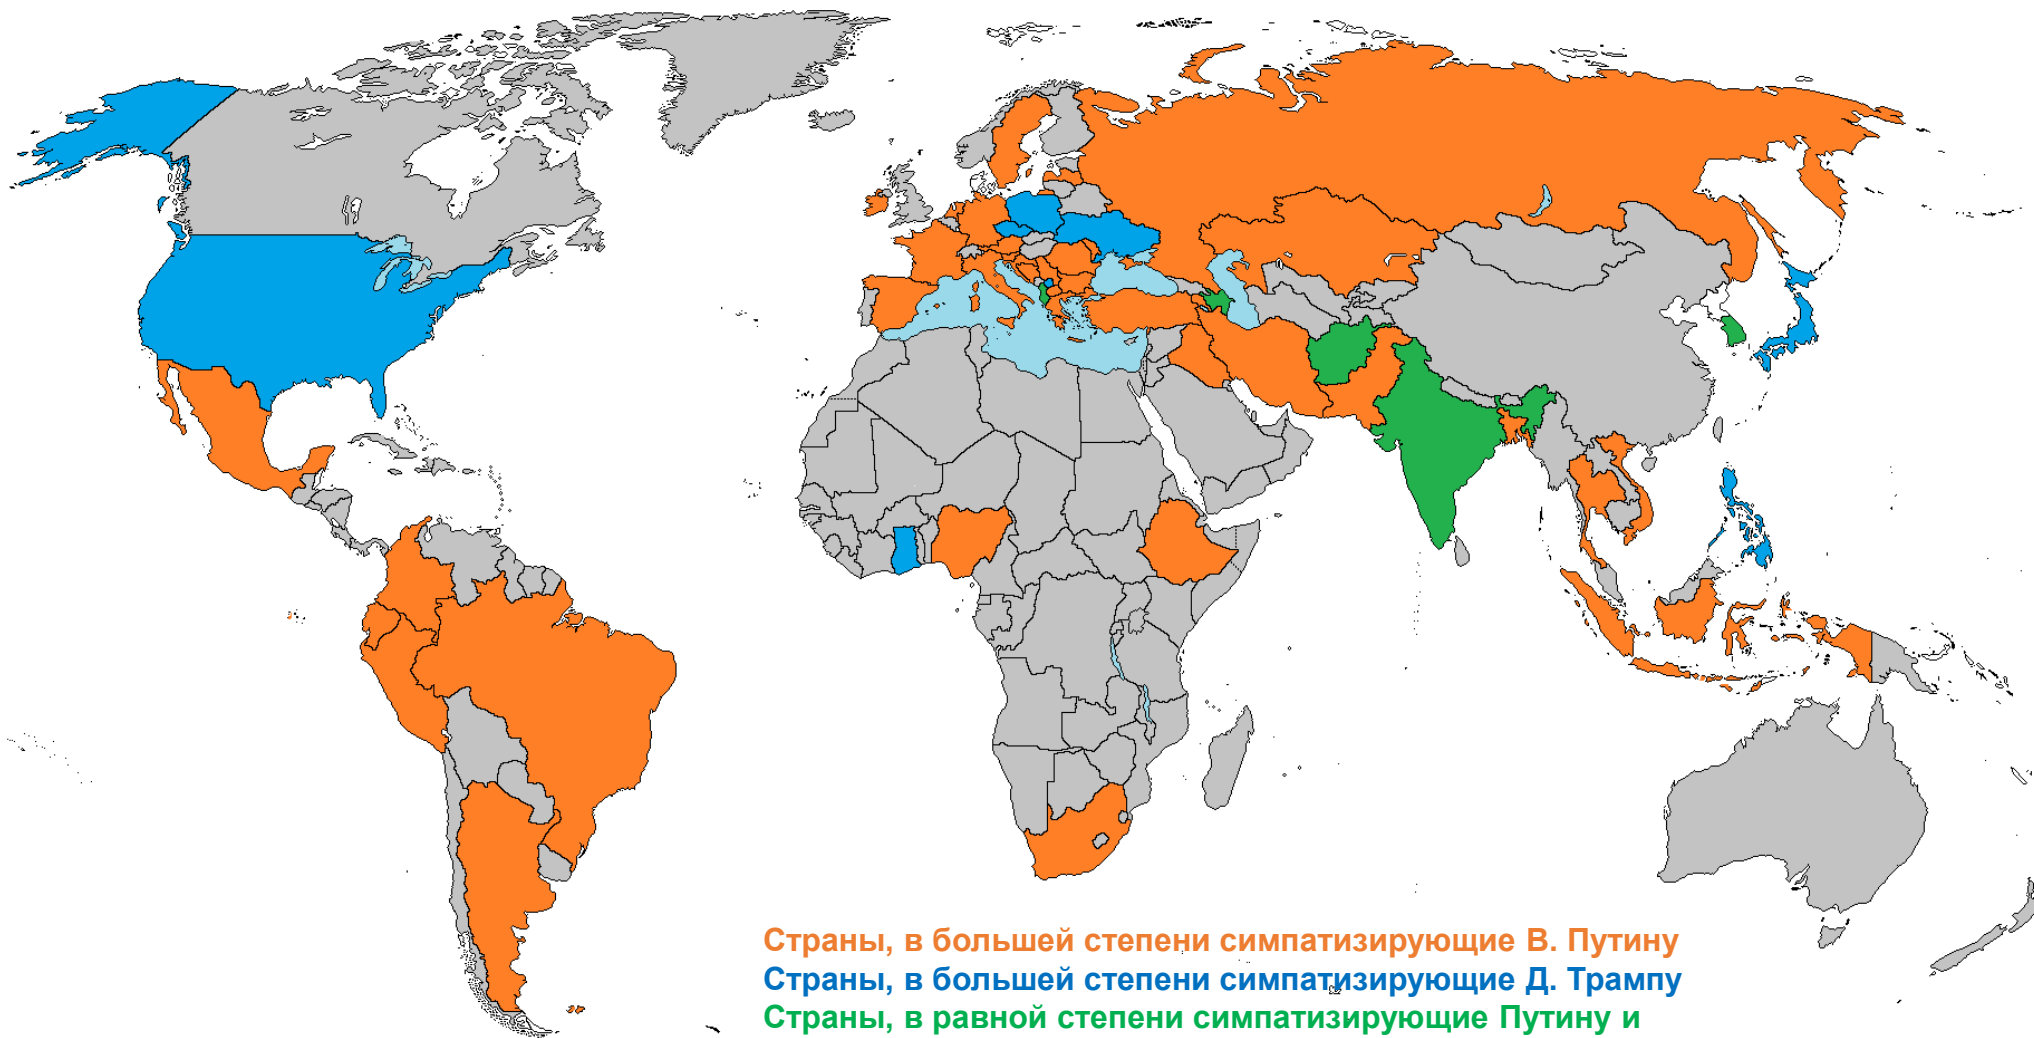 Страны, в большей степени симпатизирующие В. Путину
Страны, в большей степени симпатизирующие Д. Трампу
Страны, в равной степени симпатизирующие Путину и